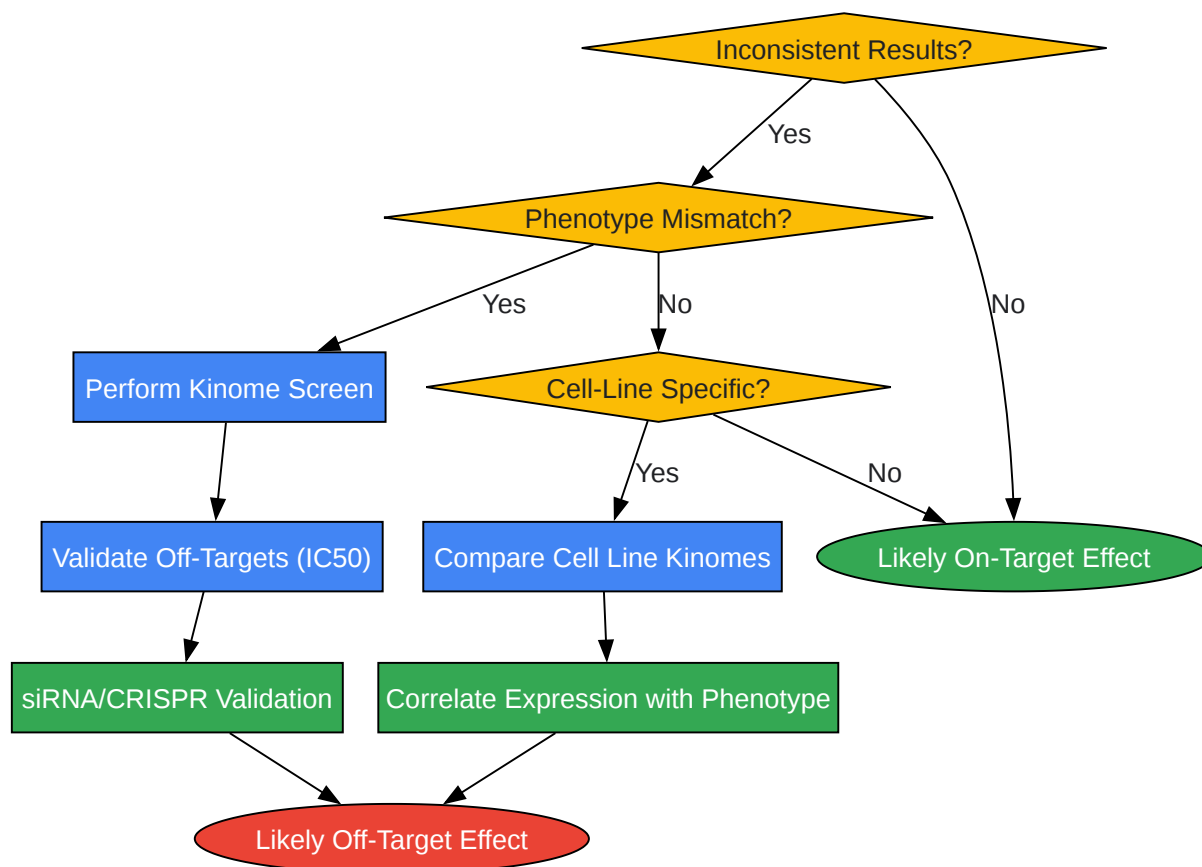 Inconsistent Results?
Yes
Phenotype Mismatch?
Yes
No
No
Perform Kinome Screen
Cell-Line Specific?
Yes
No
Validate Off-Targets (IC50)
Compare Cell Line Kinomes
Likely On-Target Effect
siRNA/CRISPR Validation
Correlate Expression with Phenotype
Likely Off-Target Effect